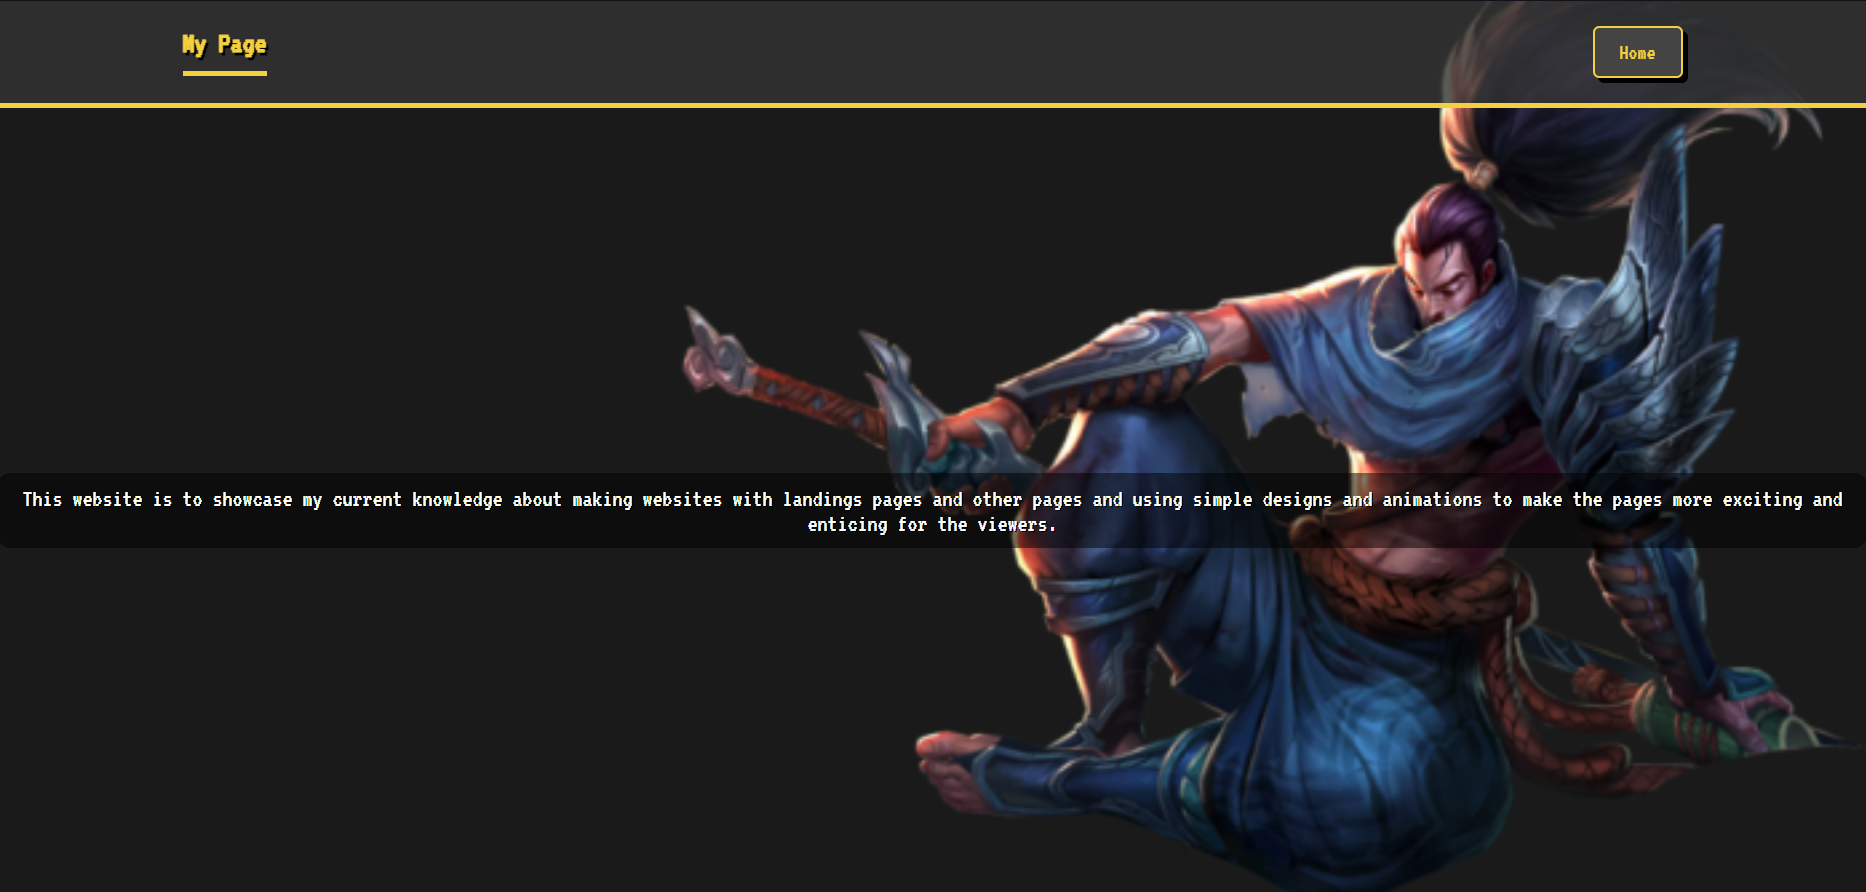 My Page
Home
This website is to showcase my current knowledge about making websites with landings pages and other pages and using simple designs and animations to make the pages more exciting and
enticing for the viewers.